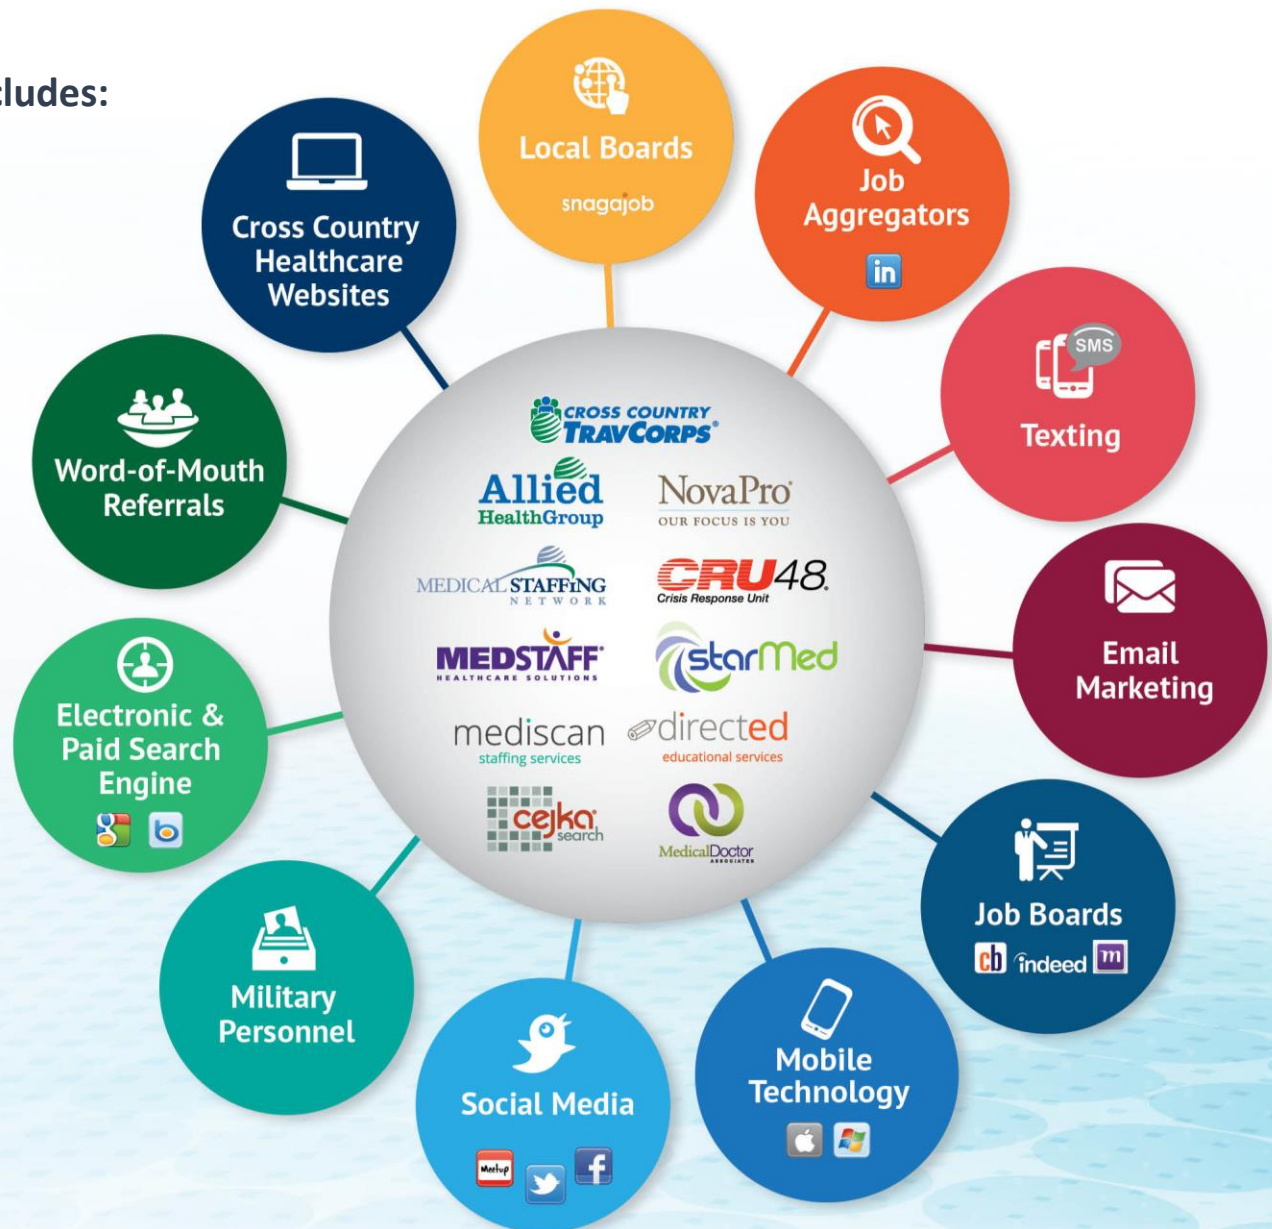 cludes:
Local Boards
snagajob
Job
Aggregators
in
Cross Country
Healthcare
Websites
SMS
Texting
Word-of-Mouth
Referrals
Email
Marketing
Electronic &
Paid Search
Engine
g
b
Job Boards
cb indeed m
Military
Personnel
Mobile
Technology
Social Media
Meetup
f
CROSS COUNTRY
TRAVCORPS®
Allied
HealthGroup
NovaPro®
OUR FOCUS IS YOU
MEDICAL STAFFING
NETWORK
CRU48®
Crisis Response Unit
MEDSTAFF®
HEALTHCARE SOLUTIONS
starMed
mediscan
staffing services
directed
educational services
cejka®
search
MedicalDoctor
ASSOCIATES